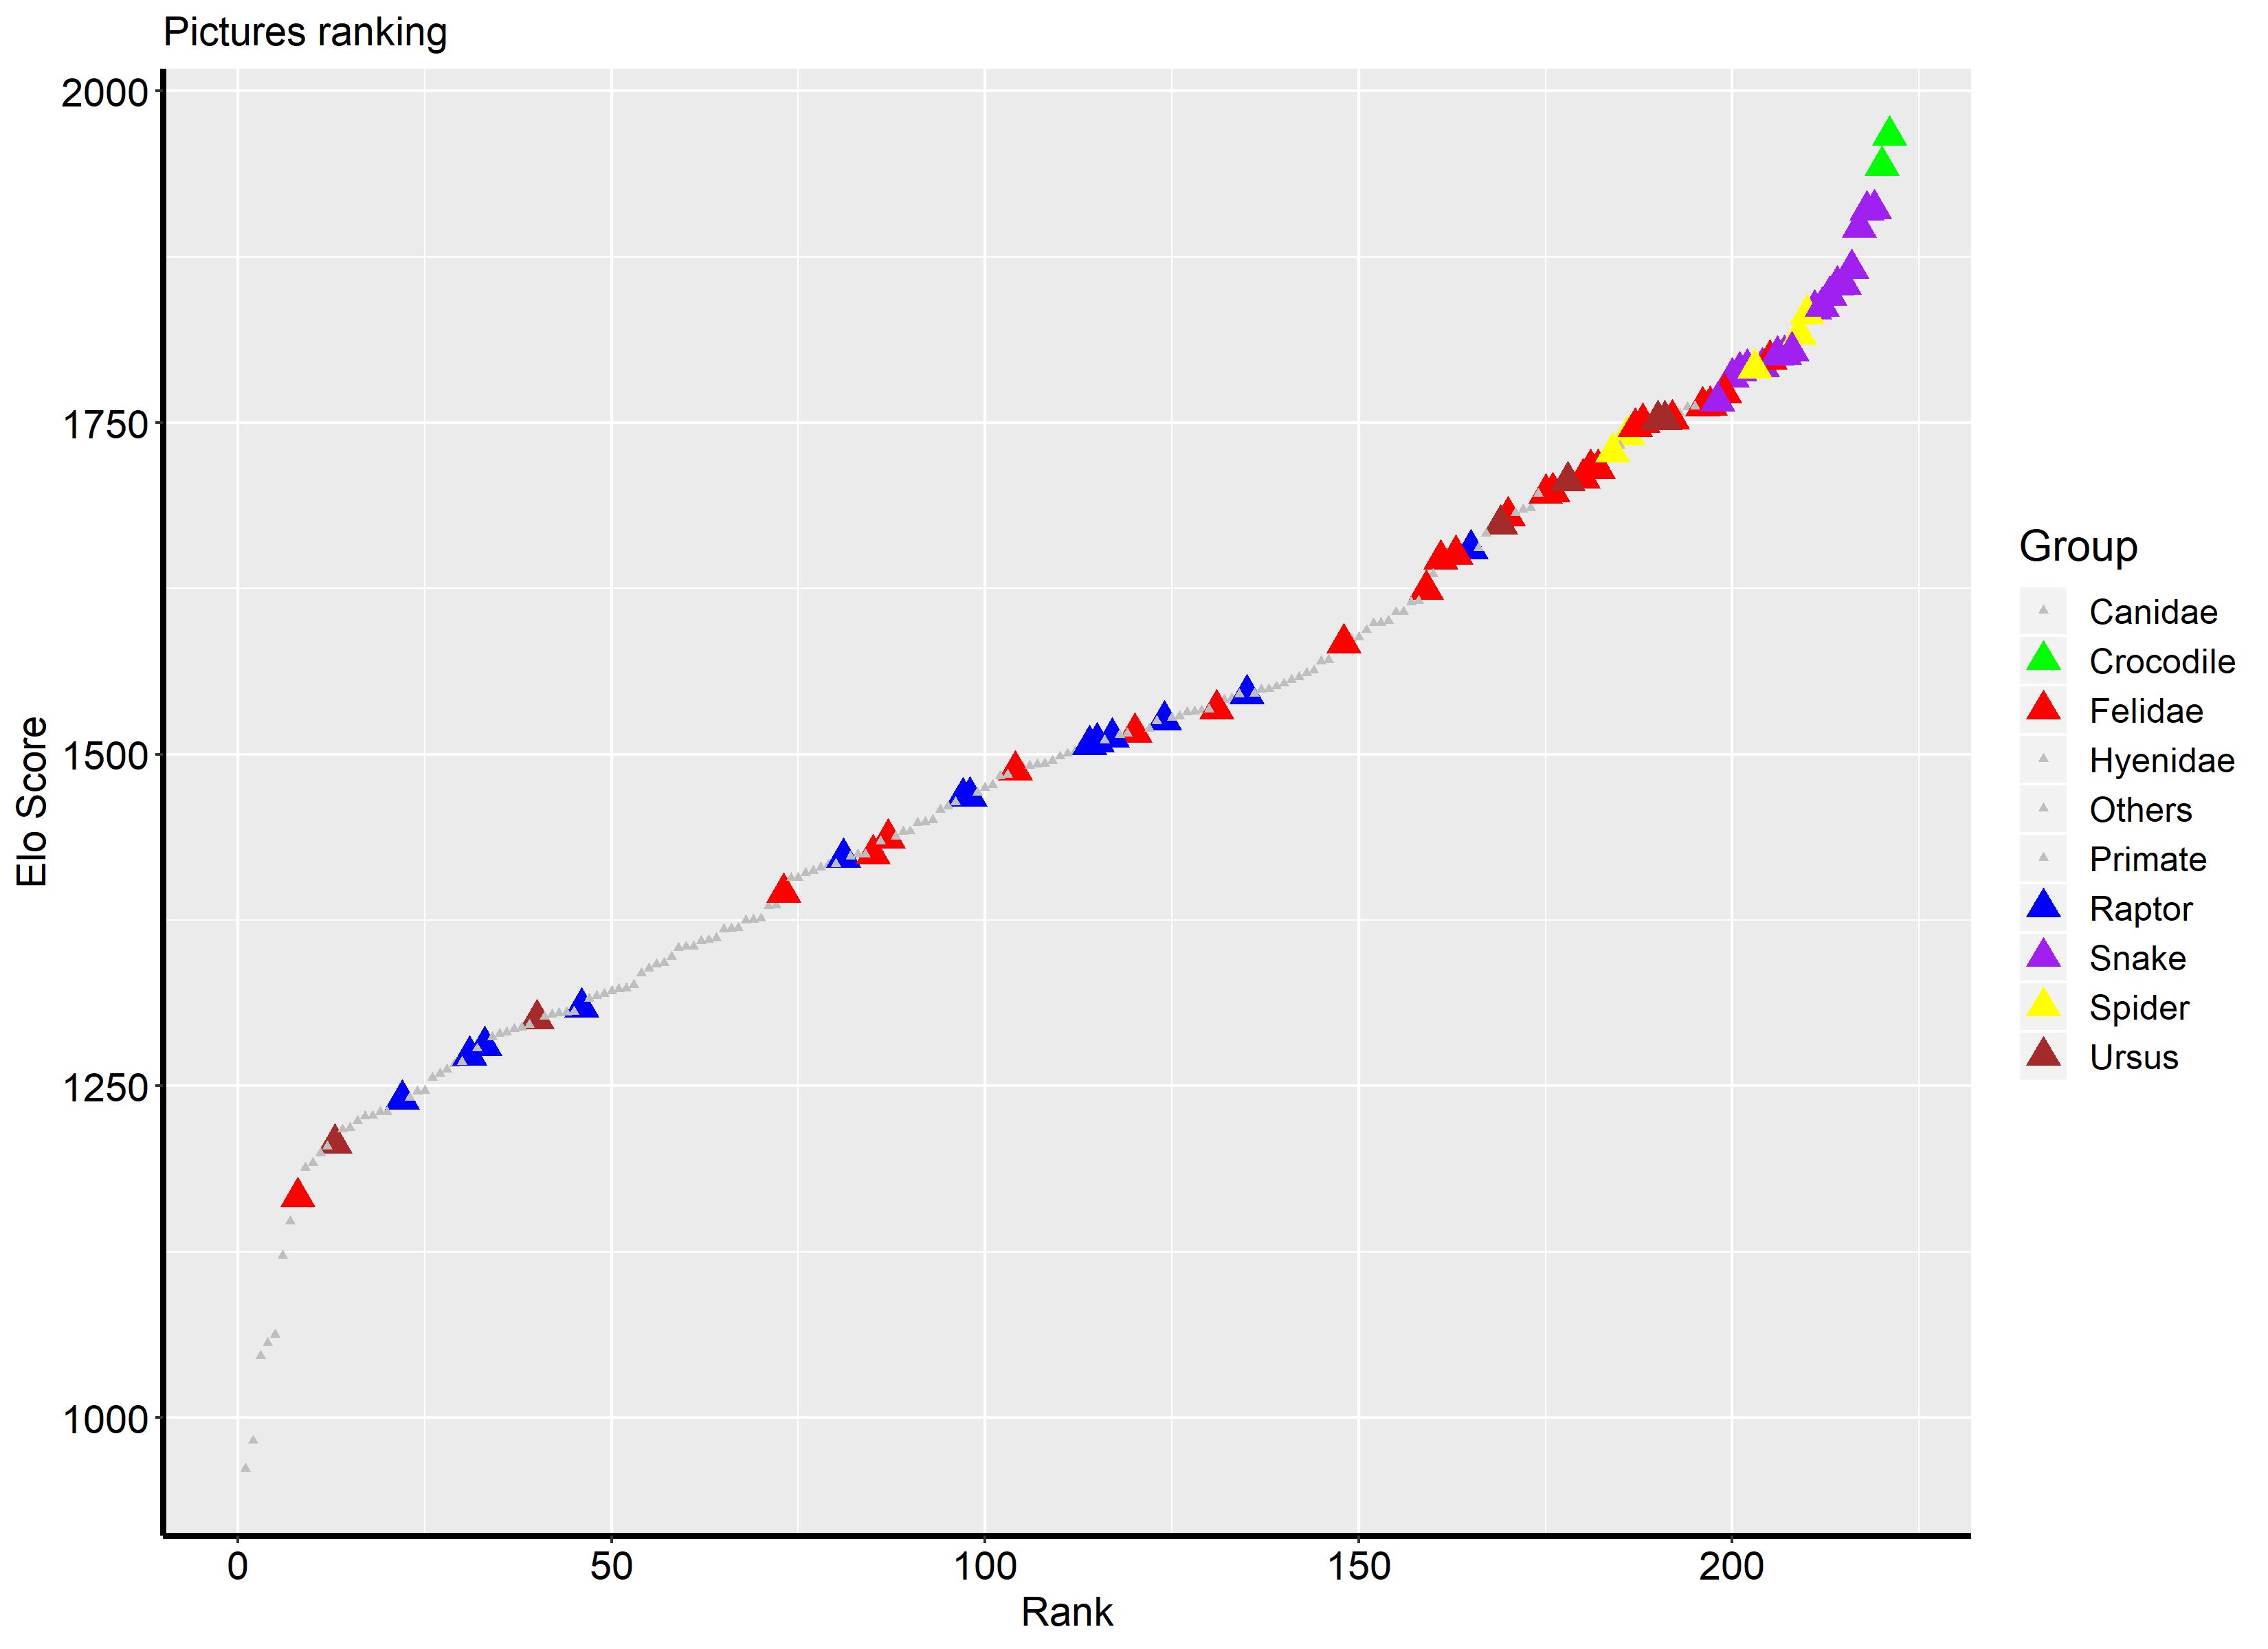 Pictures ranking
2000
1750
1500
1250
1000
Elo Score
0 50 100 150 200
Rank
Group
Canidae
Crocodile
Felidae
Hyenidae
Others
Primate
Raptor
Snake
Spider
Ursus